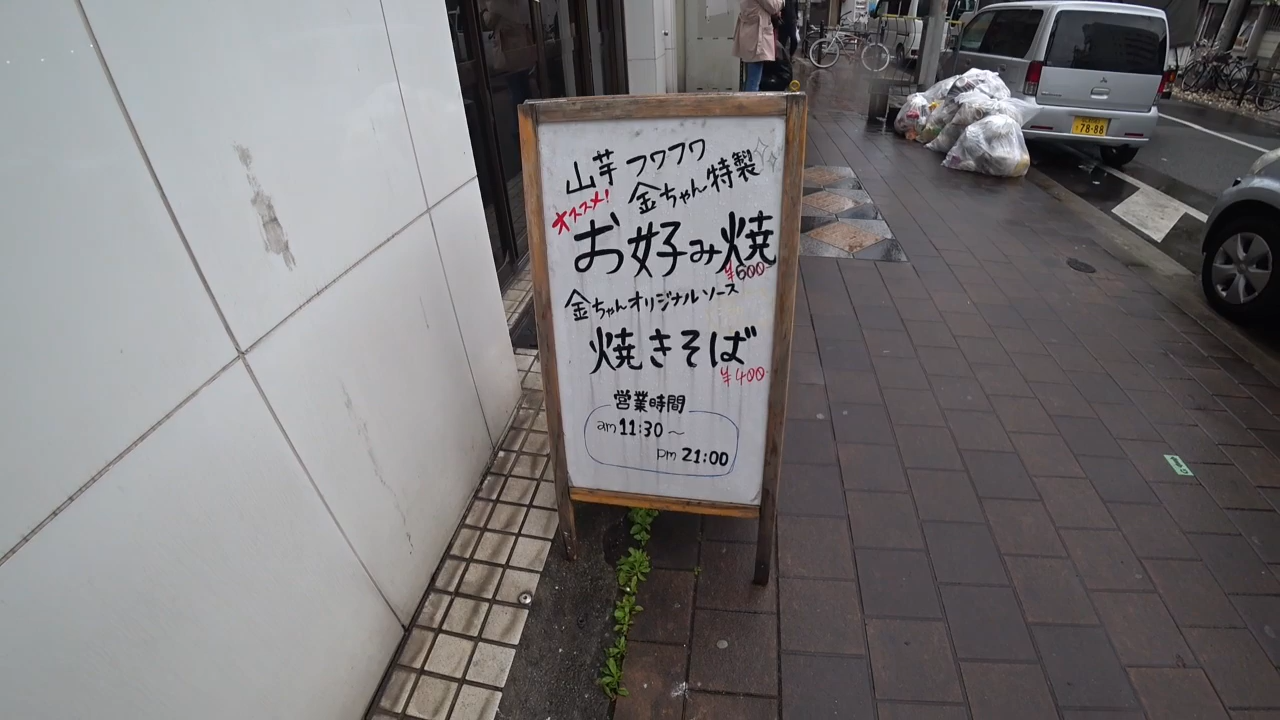 山芋 フワフワ
オススメ!
金ちゃん特製
お好み焼
¥600
金ちゃんオリジナルソース
焼きそば
¥400
営業時間
am 11:30 〜
pm 21:00
78-88